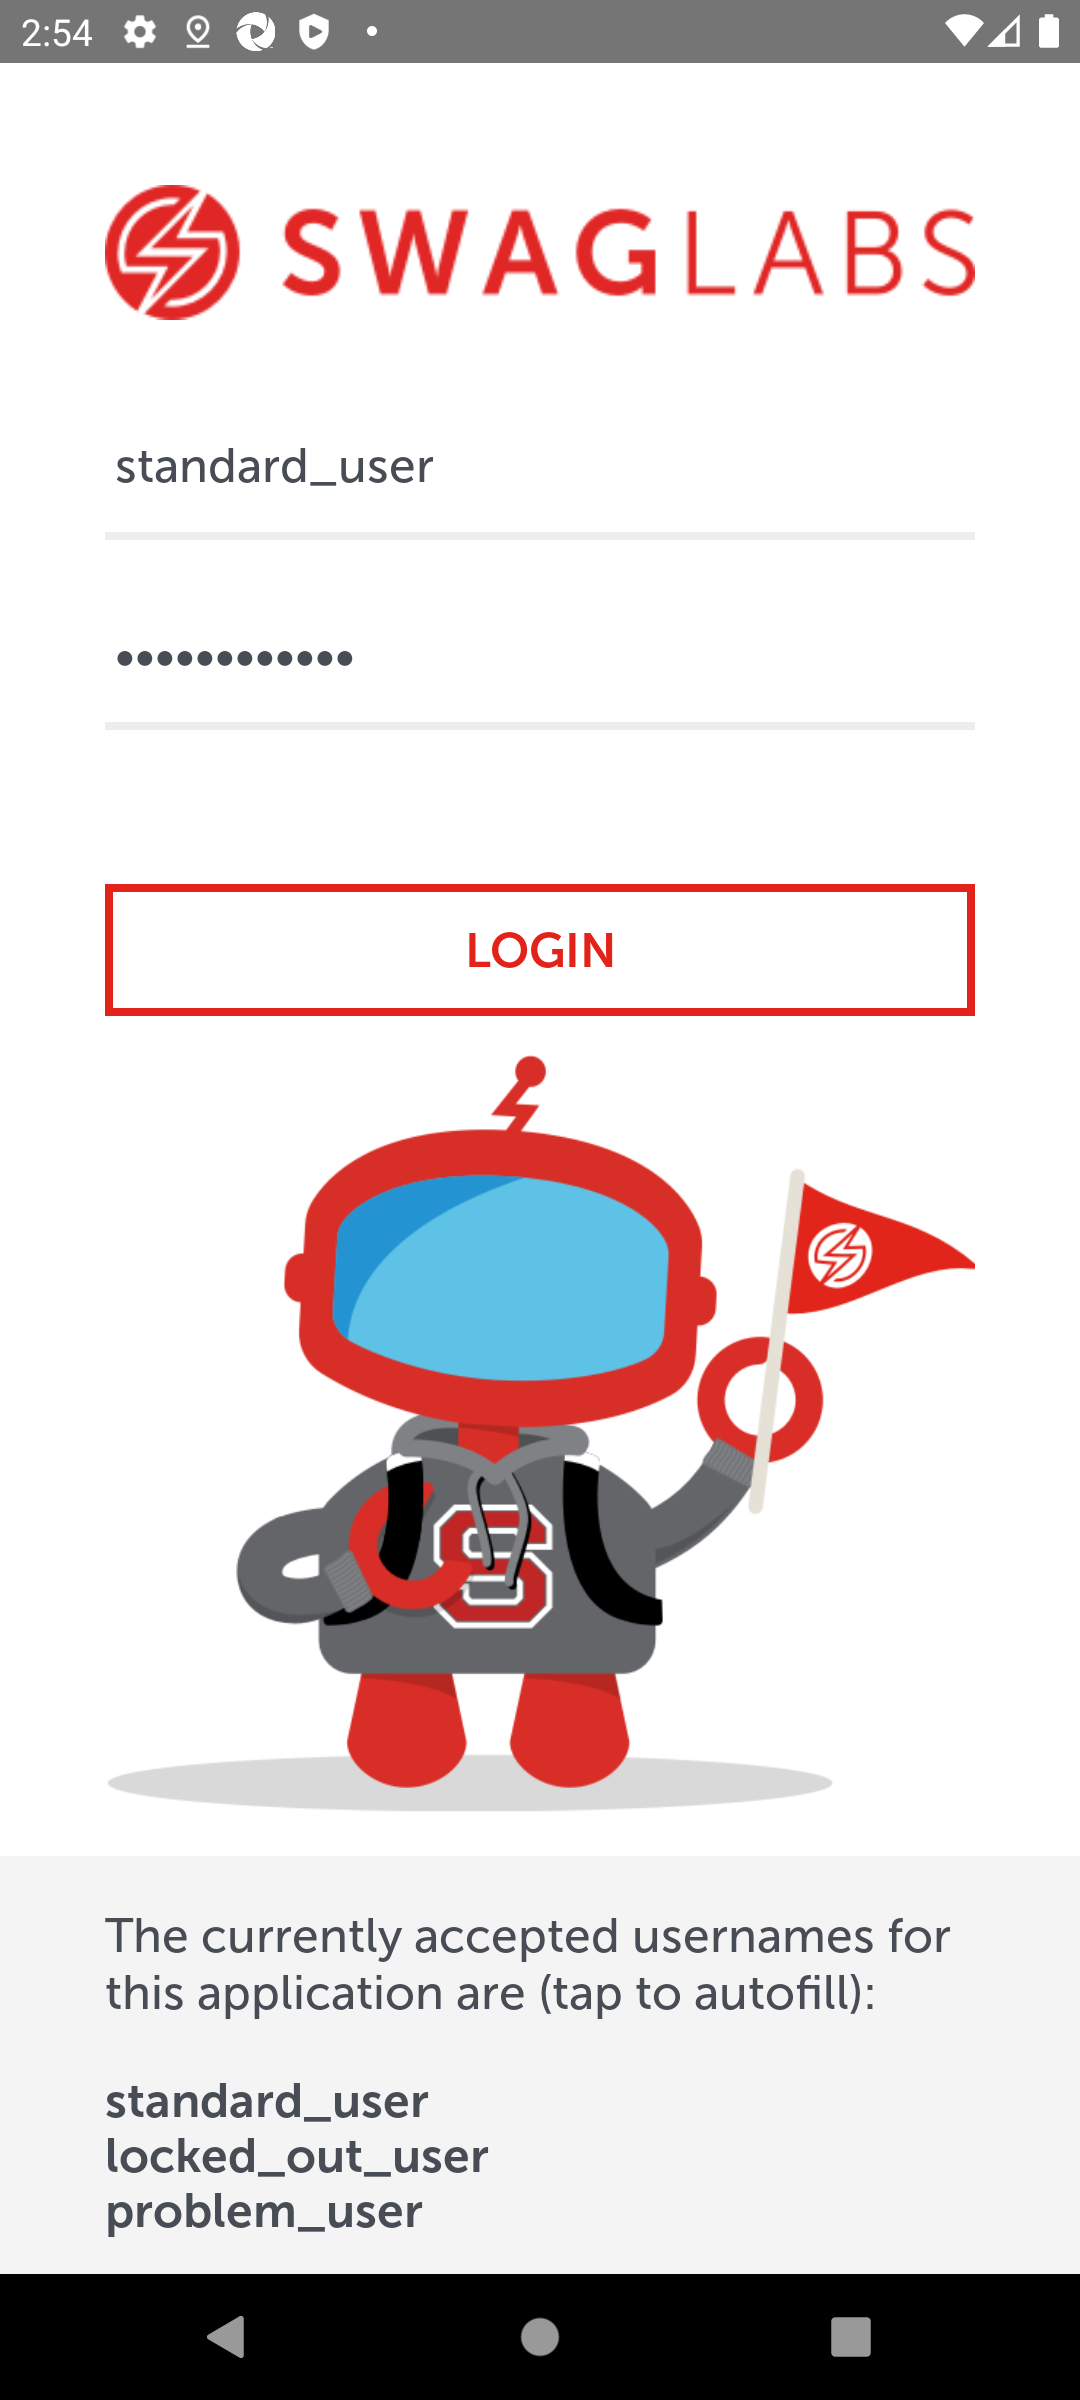 2:54
SWAGLABS
standard_user
••••••••••••
LOGIN
S
The currently accepted usernames for
this application are (tap to autofill):
standard_user
locked_out_user
problem_user